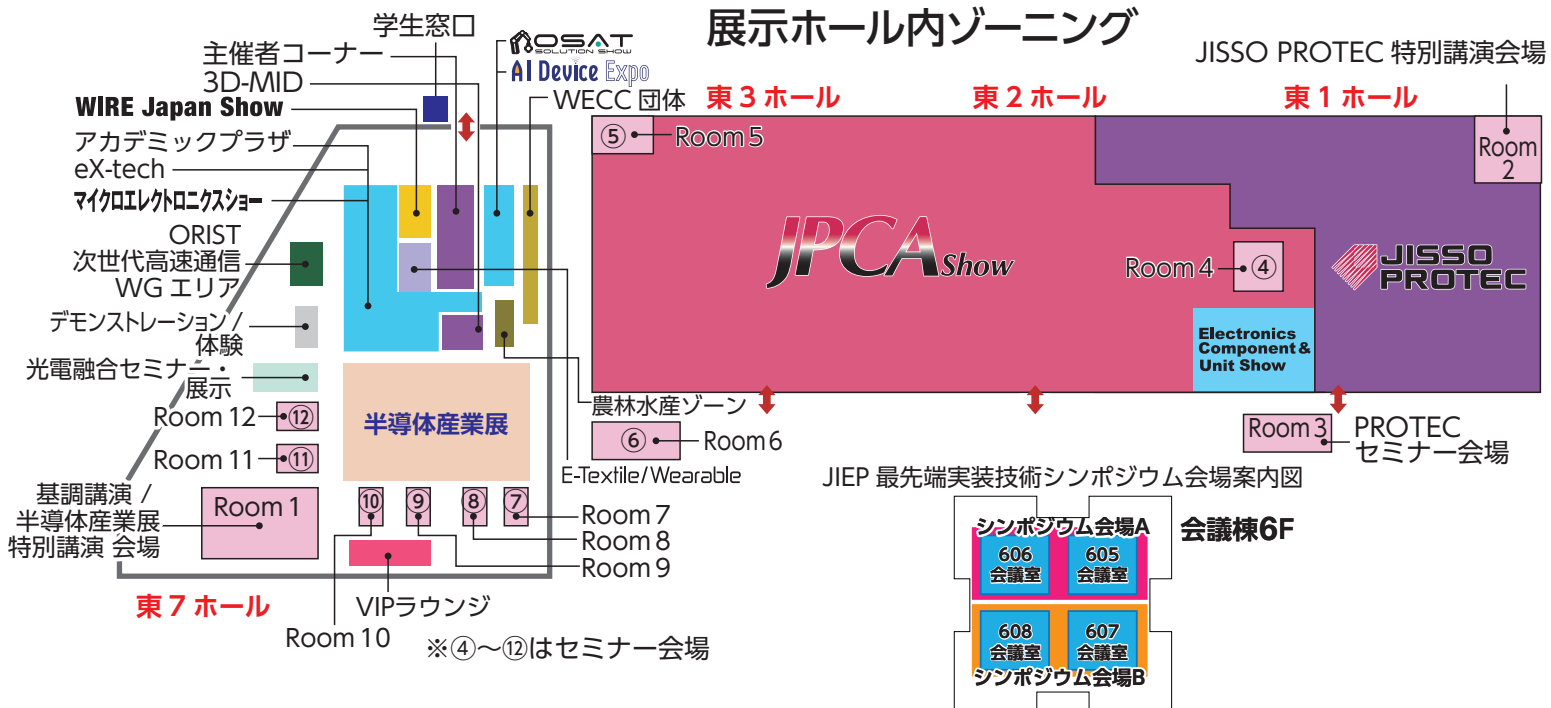 展示ホール内ゾーニング
学生窓口
主催者コーナー
3D-MID
WIRE Japan Show
アカデミックプラザ
eX-tech
マイクロエレクトロニクスショー
ORIST
次世代高速通信
WG エリア
デモンストレーション /
体験
光電融合セミナー・
展示
Room 12
⑫
Room 11
⑪
基調講演 /
半導体産業展
特別講演 会場
Room 1
東 7 ホール
OSAT
SOLUTION SHOW
AI Device Expo
WECC 団体
半導体産業展
農林水産ゾーン
E-Textile/Wearable
⑩
⑨
⑧
⑦
Room 7
Room 8
Room 9
Room 10
VIPラウンジ
※④～⑫はセミナー会場
東 3 ホール
東 2 ホール
東 1 ホール
JISSO PROTEC 特別講演会場
⑤
Room 5
Room
2
JPCA Show
Room 4
④
JISSO
PROTEC
Electronics
Component &
Unit Show
⑥
Room 6
Room 3
PROTEC
セミナー会場
JIEP 最先端実装技術シンポジウム会場案内図
会議棟6F
シンポジウム会場A
606
会議室
605
会議室
608
会議室
607
会議室
シンポジウム会場B